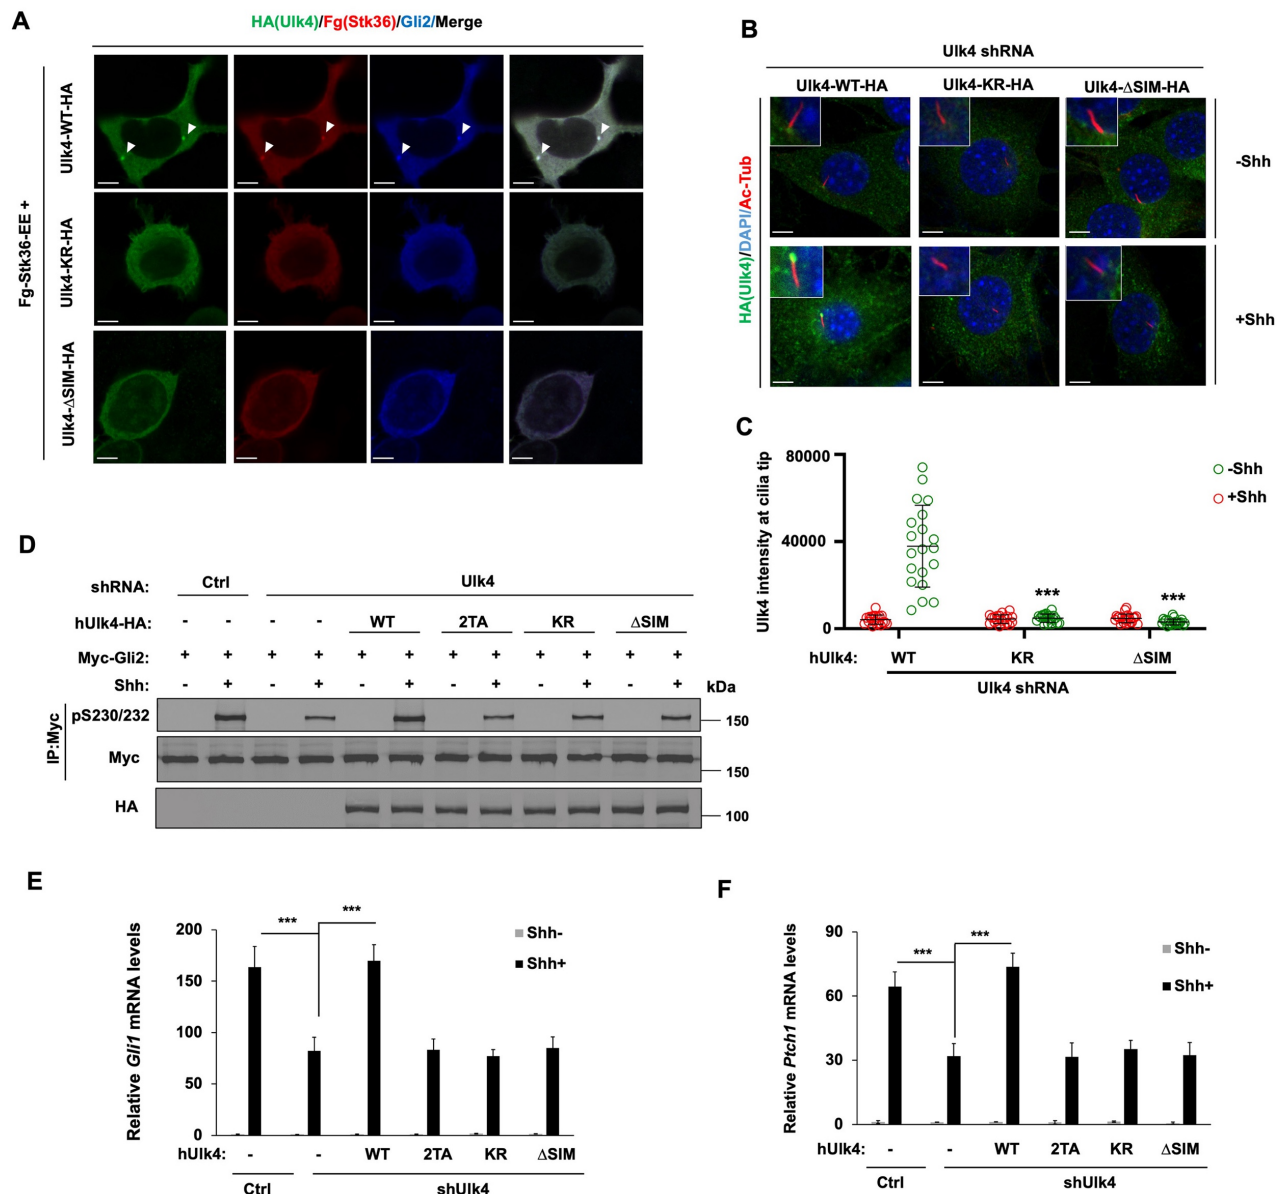 A
HA(Ulk4)/Fg(Stk36)/Gli2/Merge
Fg-Stk36-EE +
Ulk4-WT-HA
Ulk4-KR-HA
Ulk4-ΔSIM-HA
B
Ulk4 shRNA
Ulk4-WT-HA Ulk4-KR-HA Ulk4-ΔSIM-HA
HA(Ulk4)/DAPI/Ac-Tub
-Shh
+Shh
C
Ulk4 intensity at cilia tip
80000
40000
0
-Shh
+Shh
*** ***
hUlk4: WT KR ΔSIM
Ulk4 shRNA
D
shRNA: Ctrl Ulk4
hUlk4-HA: - - - - WT 2TA KR ΔSIM
Myc-Gli2: + + + + + + + + + + + +
Shh: - + - + - + - + - + - + kDa
IP:Myc
pS230/232 150
Myc 150
HA 100
E
Relative Gli1 mRNA levels
200
150
100
50
0
*** ***
Shh-
Shh+
hUlk4: - - WT 2TA KR ΔSIM
Ctrl shUlk4
F
Relative Ptch1 mRNA levels
90
60
30
0
*** ***
Shh-
Shh+
hUlk4: - - WT 2TA KR ΔSIM
Ctrl shUlk4